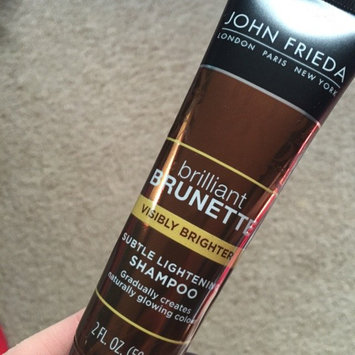 JOHN FRIEDA
LONDON PARIS NEW YORK
brilliant
BRUNETTE
VISIBLY BRIGHTER
SUBTLE LIGHTENIN
SHAMPOO
Gradually creates
naturally glowing color
2 FL. OZ.